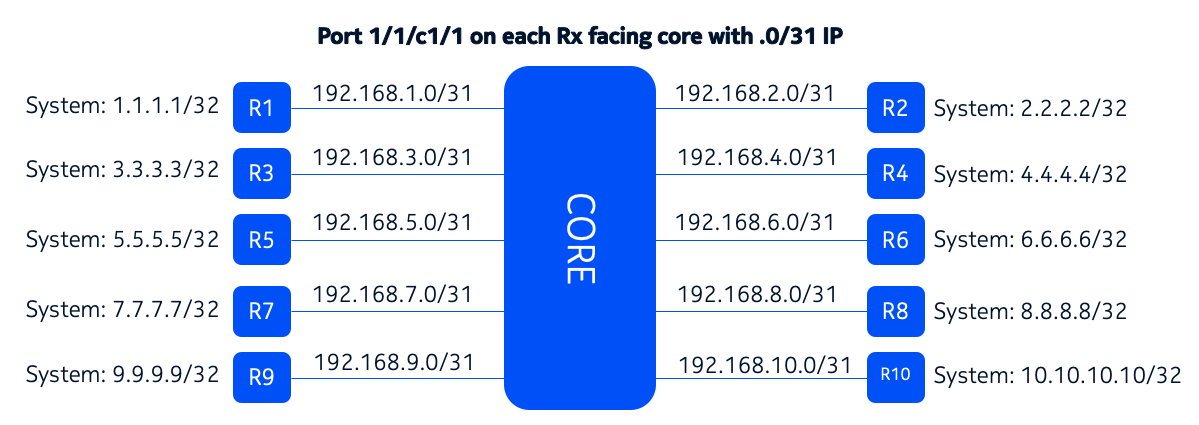 Port 1/1/c1/1 on each Rx facing core with .0/31 IP
System: 1.1.1.1/32 R1 192.168.1.0/31 192.168.2.0/31 R2 System: 2.2.2.2/32
System: 3.3.3.3/32 R3 192.168.3.0/31 192.168.4.0/31 R4 System: 4.4.4.4/32
CORE
System: 5.5.5.5/32 R5 192.168.5.0/31 192.168.6.0/31 R6 System: 6.6.6.6/32
System: 7.7.7.7/32 R7 192.168.7.0/31 192.168.8.0/31 R8 System: 8.8.8.8/32
System: 9.9.9.9/32 R9 192.168.9.0/31 192.168.10.0/31 R10 System: 10.10.10.10/32